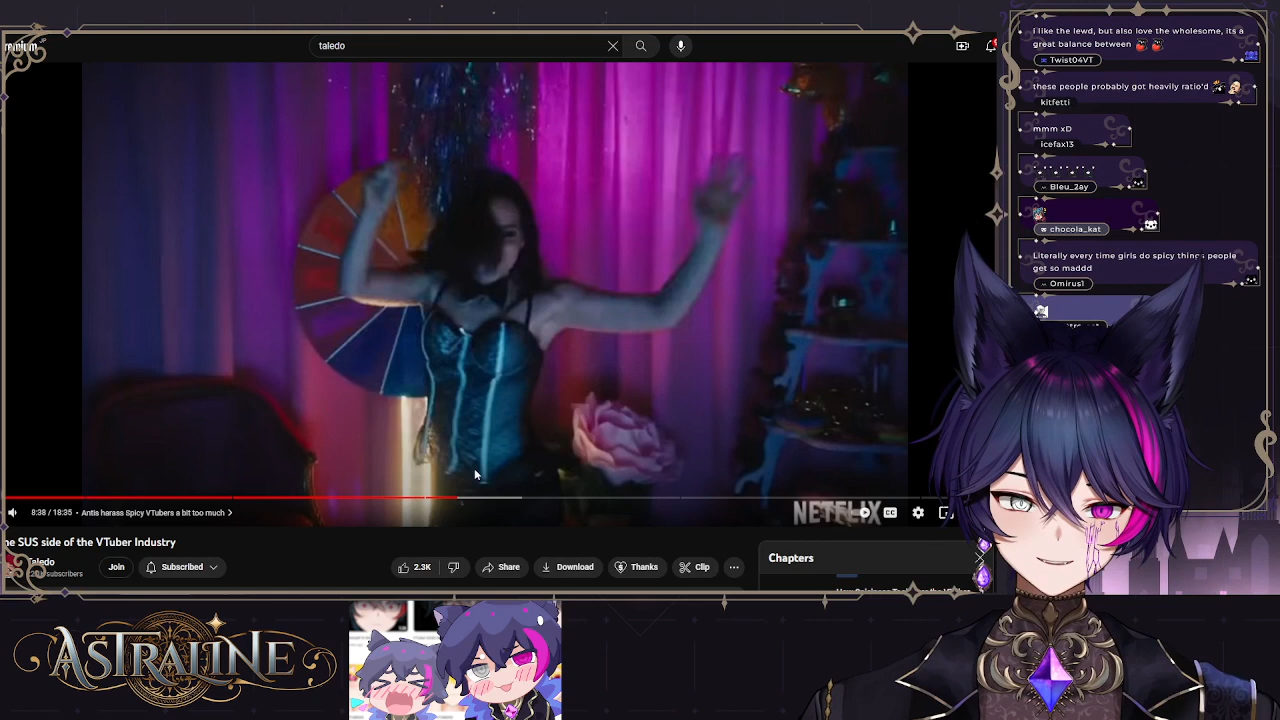 taledo
I like the lewd, but also love the wholesome, its a
great balance between
Twist04VT
these people probably got heavily ratio'd
kitfetti
mmm xD
icefax13
Bleu_2ay
chocola_kat
Literally every time girls do spicy things people
get so maddd
Omirus1
NETFLIX
8:38 / 18:35 • Antis harass Spicy VTubers a bit too much >
CC
he SUS side of the VTuber Industry
Taledo
subscribers
Join
Subscribed
2.3K
Share
Download
Thanks
Clip
Chapters
ASTRALINE